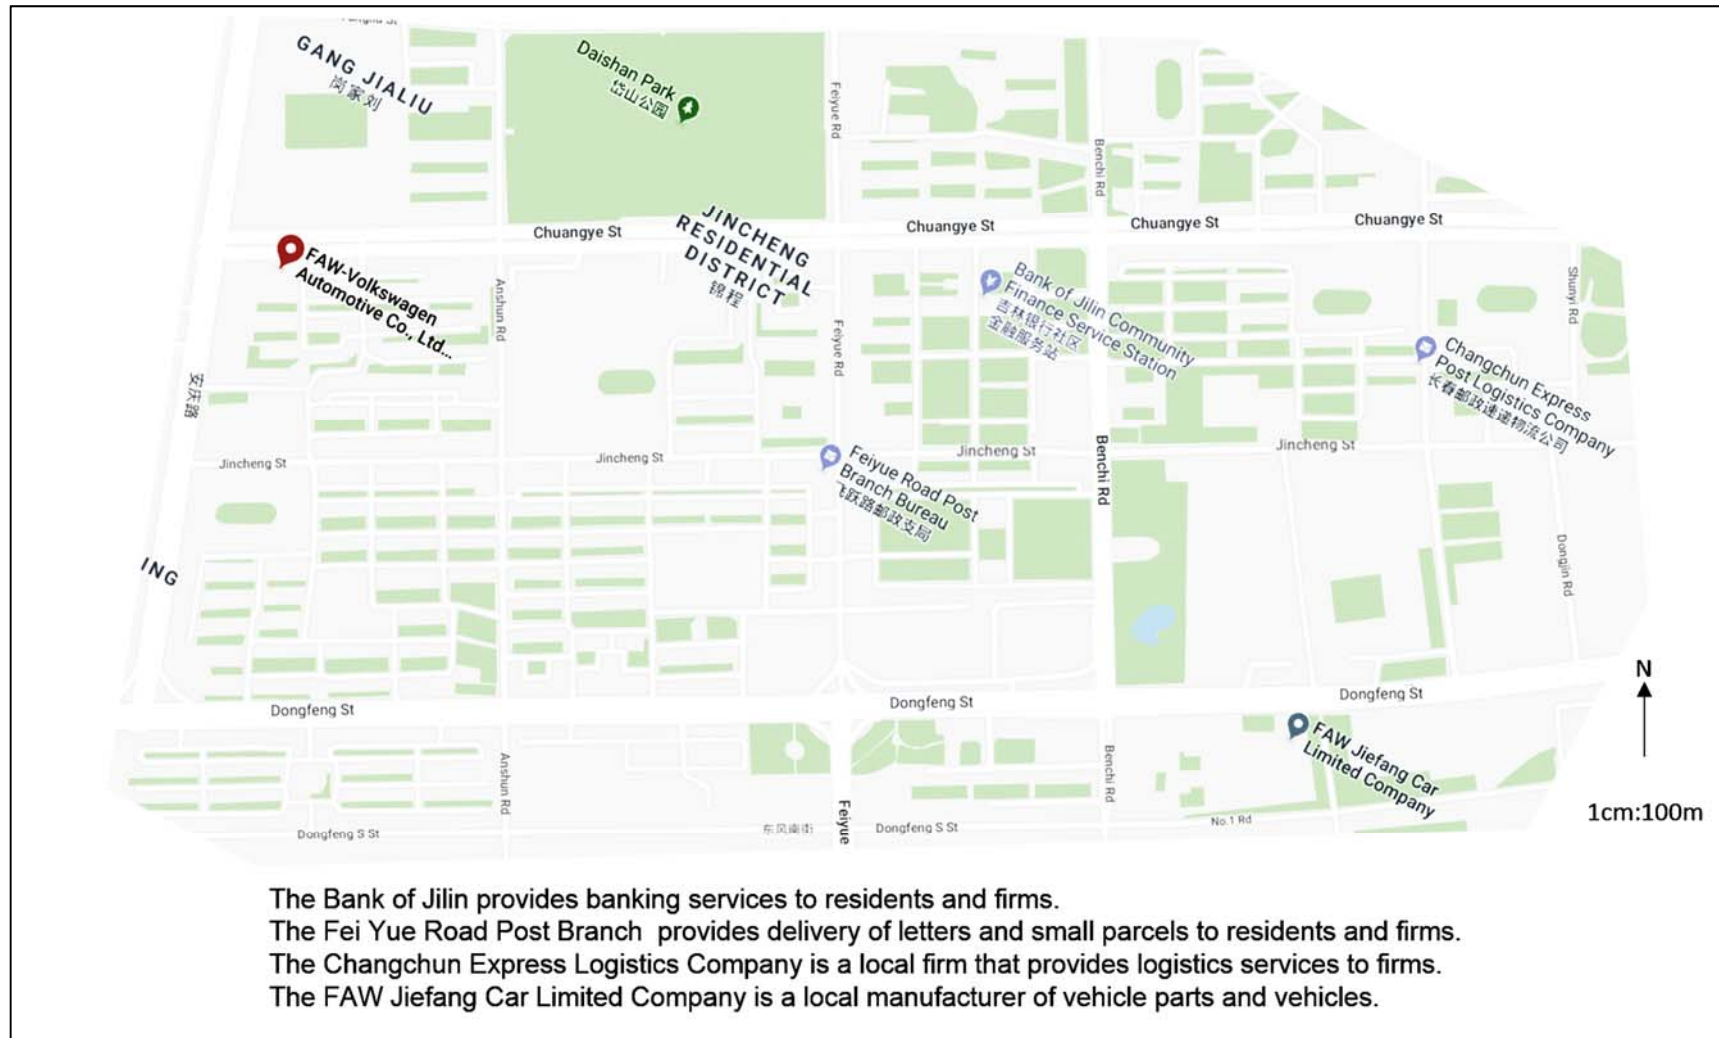 GANG JIALIU
岗家刘
Daishan Park
岱山公园
Feiyue Rd
Benchi Rd
Chuangye St
Chuangye St
Chuangye St
Chuangye St
JINCHENG
RESIDENTIAL
DISTRICT
锦程
FAW-Volkswagen
Automotive Co., Ltd...
Anshun Rd
Feiyue Rd
Bank of Jilin Community
Finance Service Station
吉林银行社区
金融服务站
Shunyi Rd
Changchun Express
Post Logistics Company
长春邮政速递物流公司
安庆路
Jincheng St
Jincheng St
Jincheng St
Jincheng St
Feiyue Road Post
Branch Bureau
飞跃路邮政支局
Benchi Rd
Dongjin Rd
ING
Dongfeng St
Dongfeng St
Dongfeng St
N
FAW Jiefang Car
Limited Company
Anshun Rd
Benchi Rd
Feiyue
Dongfeng S St
东风南街
Dongfeng S St
No.1 Rd
1cm:100m
The Bank of Jilin provides banking services to residents and firms.
The Fei Yue Road Post Branch provides delivery of letters and small parcels to residents and firms.
The Changchun Express Logistics Company is a local firm that provides logistics services to firms.
The FAW Jiefang Car Limited Company is a local manufacturer of vehicle parts and vehicles.